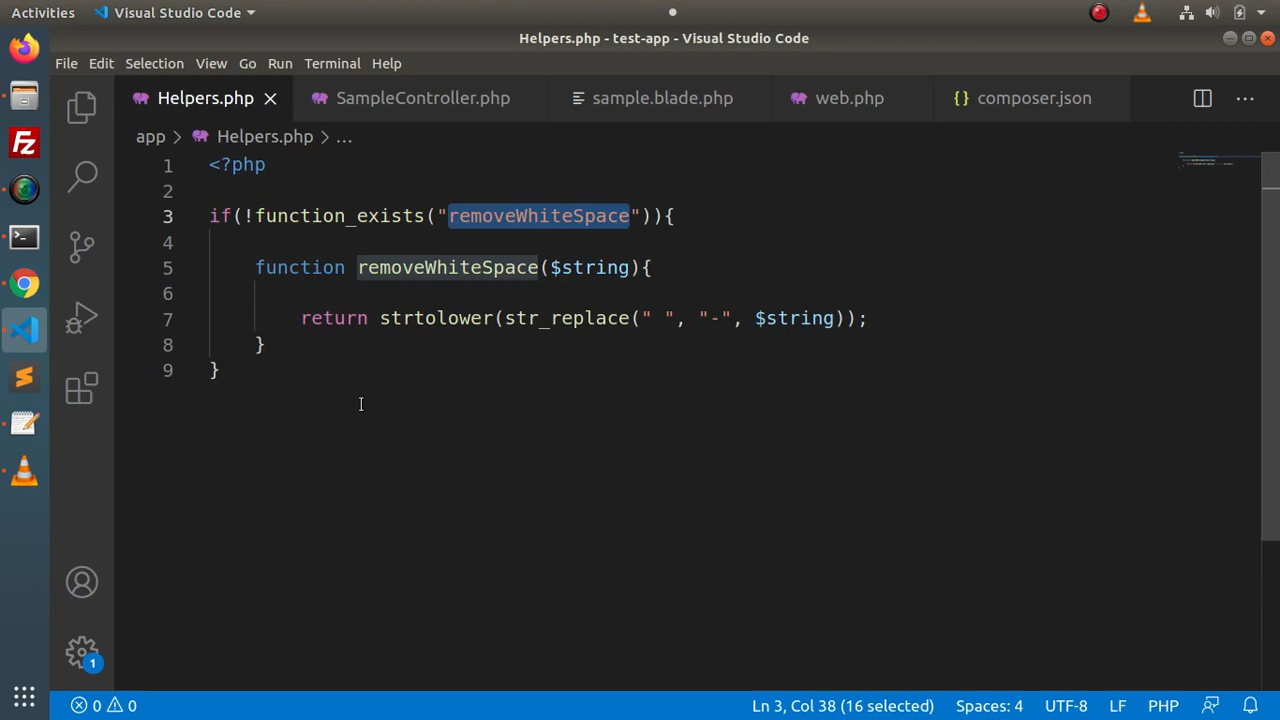 Activities Visual Studio Code
Helpers.php - test-app - Visual Studio Code
File Edit Selection View Go Run Terminal Help
Helpers.php SampleController.php sample.blade.php web.php {} composer.json
app > Helpers.php > ...
1 <?php
2
3 if(!function_exists("removeWhiteSpace")){
4
5 function removeWhiteSpace($string){
6
7 return strtolower(str_replace(" ", "-", $string));
8 }
9 }
1
0 0 Ln 3, Col 38 (16 selected) Spaces: 4 UTF-8 LF PHP